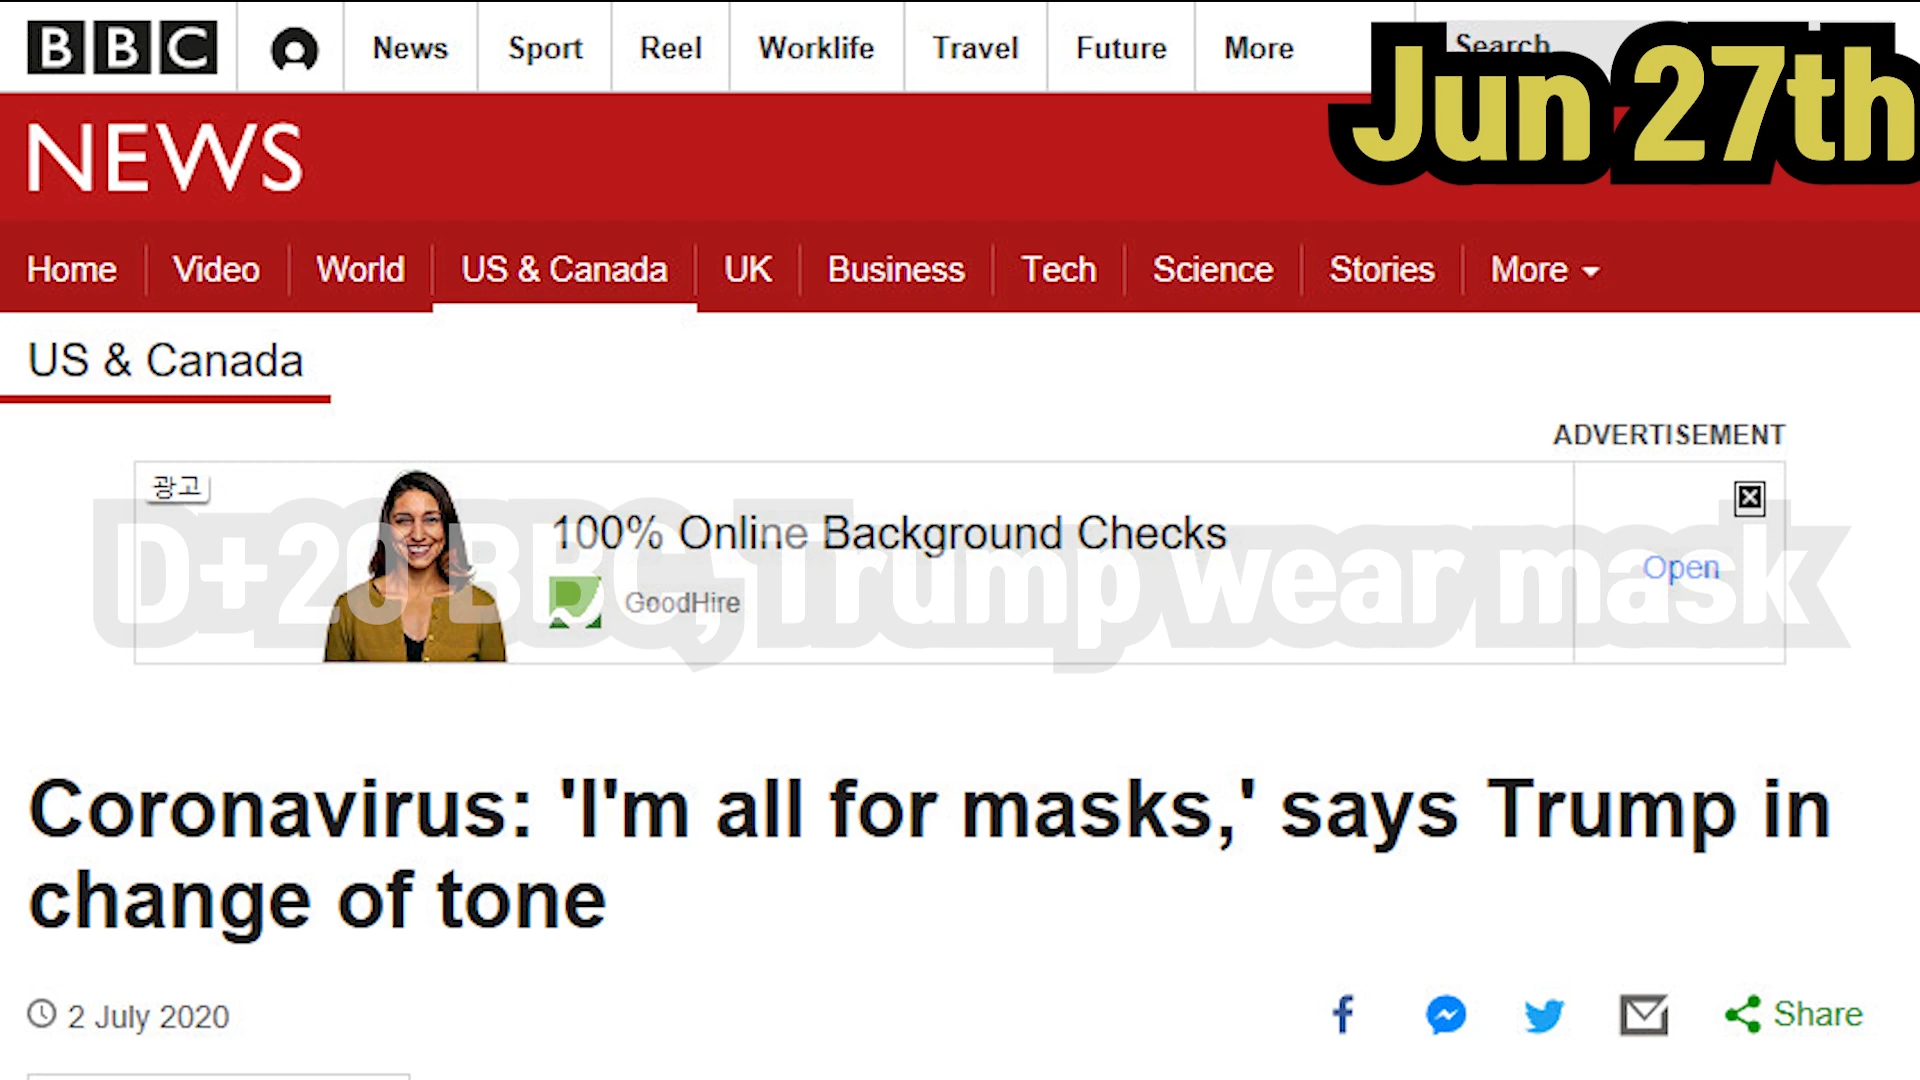 BBC News Sport Reel Worklife Travel Future More Search
Jun 27th
NEWS
Home Video World US & Canada UK Business Tech Science Stories More
US & Canada
ADVERTISEMENT
광고
100% Online Background Checks
D+20 BBC, Trump wear mask
Open
GoodHire
Coronavirus: 'I'm all for masks,' says Trump in
change of tone
2 July 2020
Share